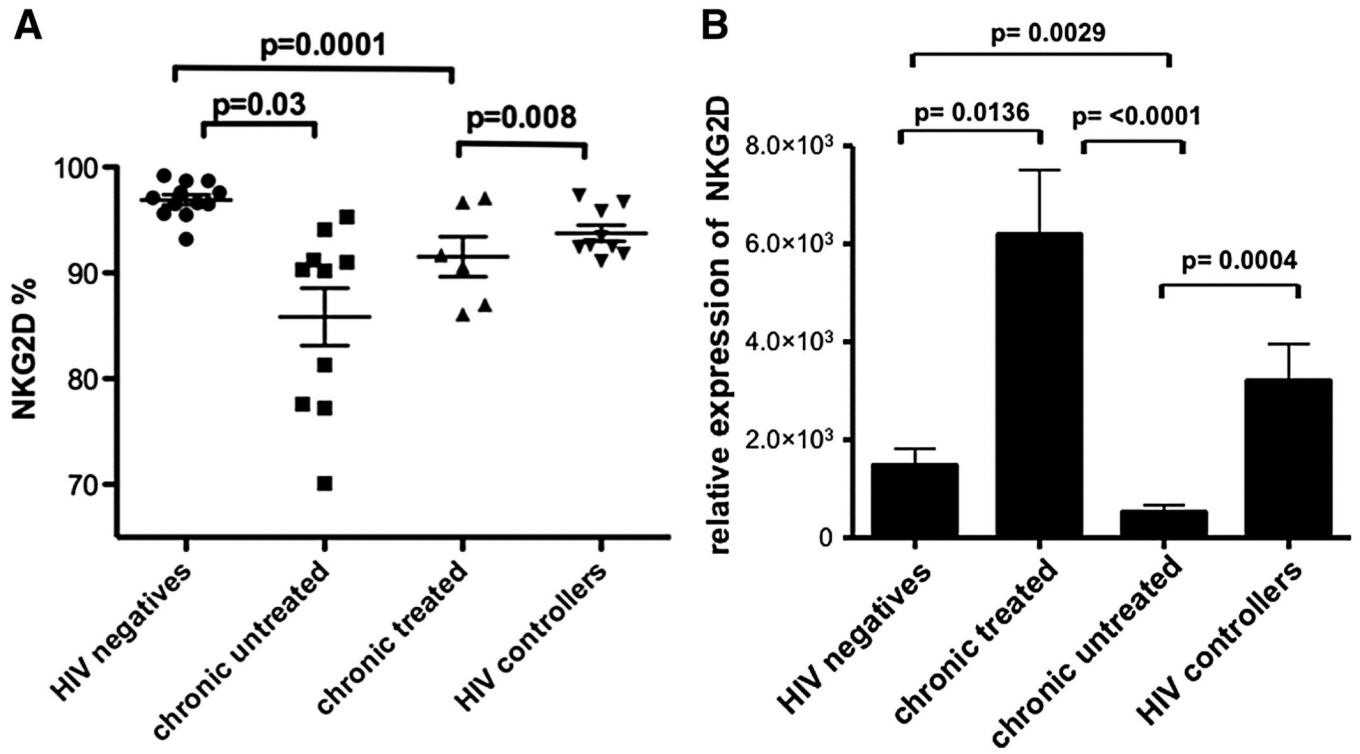 A
p=0.0001
p=0.03
p=0.008
NKG2D %
100
90
80
70
HIV negatives
chronic untreated
chronic treated
HIV controllers
B
p= 0.0029
p= 0.0136
p= <0.0001
p= 0.0004
relative expression of NKG2D
8.0×10³
6.0×10³
4.0×10³
2.0×10³
0
HIV negatives
chronic treated
chronic untreated
HIV controllers